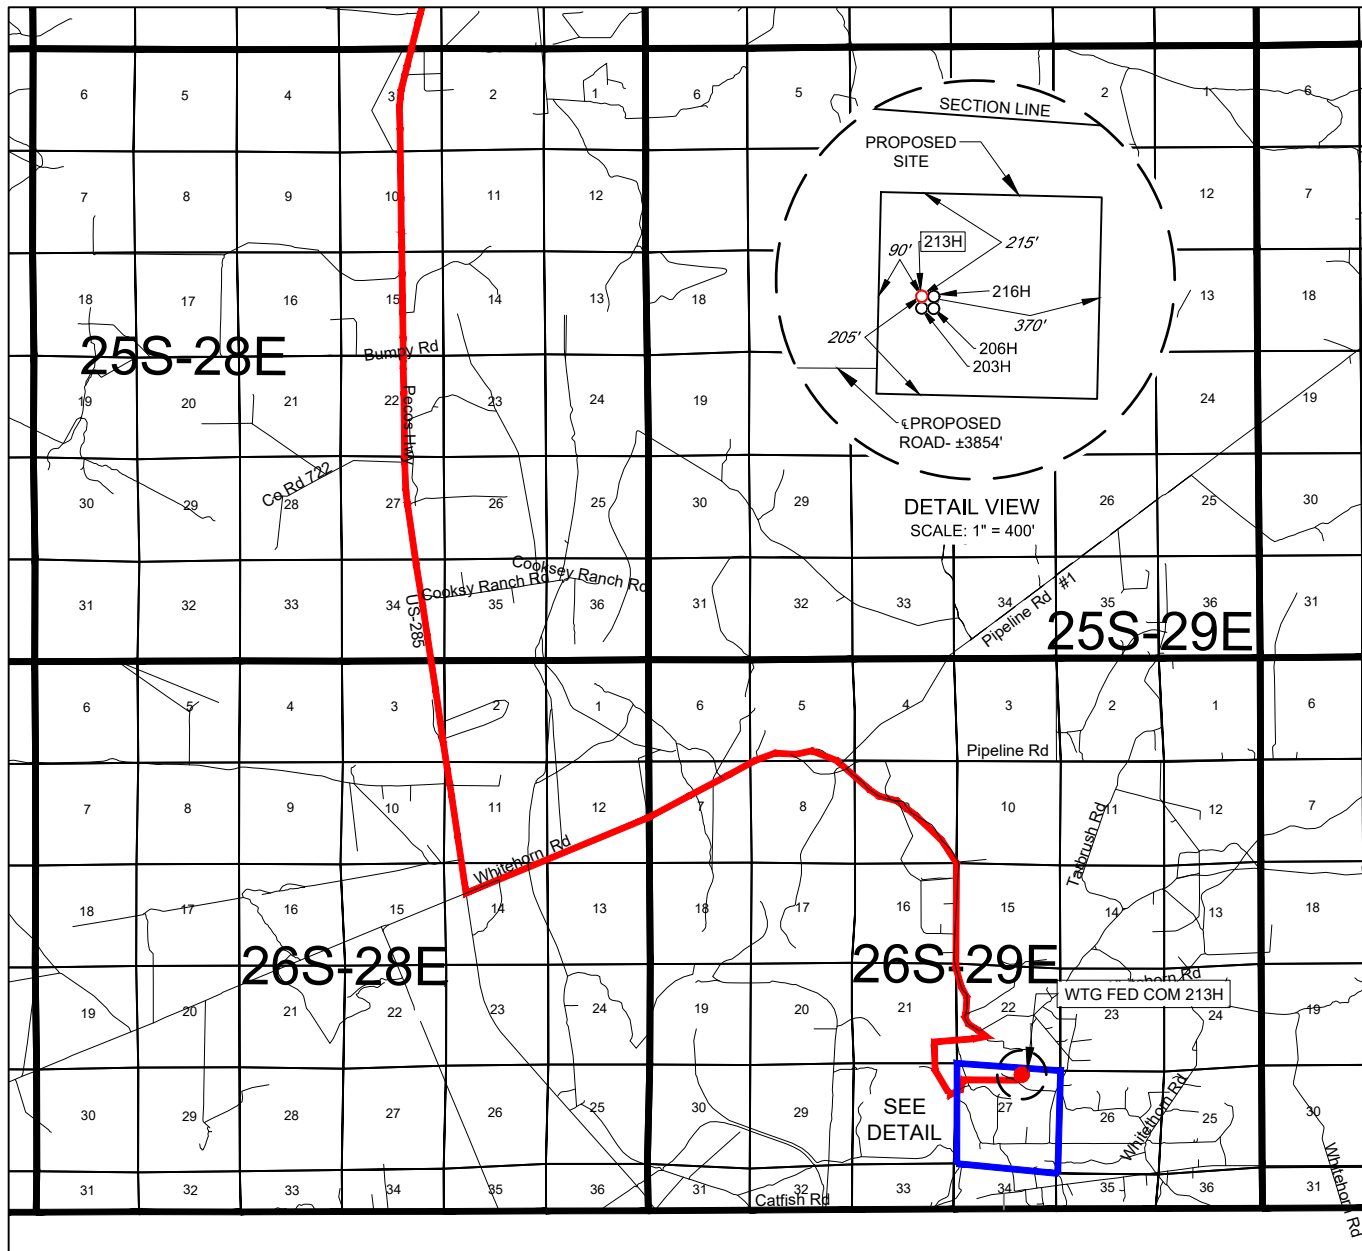 6 5 4 3 2 1 6 5 2 1 6
SECTION LINE
PROPOSED
SITE
7 8 9 10 11 12 12 7
213H
215'
90'
18 17 16 15 14 13 18 13 18
216H
370'
205'
206H
203H
25S-28E
Bumpy Rd
Pecos Hwy
19 20 21 22 23 24 19 24 19
℄PROPOSED
ROAD- ±3854'
Co Rd 722
30 29 28 27 26 25 30 29 26 25 30
DETAIL VIEW
SCALE: 1" = 400'
Cooksy Ranch Rd
Cooksey Ranch Rd
US-285
31 32 33 34 35 36 31 32 33 34 35 36 31
Pipeline Rd #1
25S-29E
6 5 4 3 2 1 6 5 4 3 2 1 6
Pipeline Rd
7 8 9 10 11 12 7 8 10 11 12 7
Tarbrush Rd
Whitehorn Rd
18 17 16 15 14 13 18 17 16 15 14 13 18
26S-28E
26S-29E
Rd
WTG FED COM 213H
19 20 21 22 23 24 19 20 21 22 23 24 19
SEE
DETAIL
30 29 28 27 26 25 30 29 27 26 25 30
Whitethorn Rd
31 32 33 34 35 36 31 32 33 34 35 36 31
Catfish Rd
Whitehorn Rd